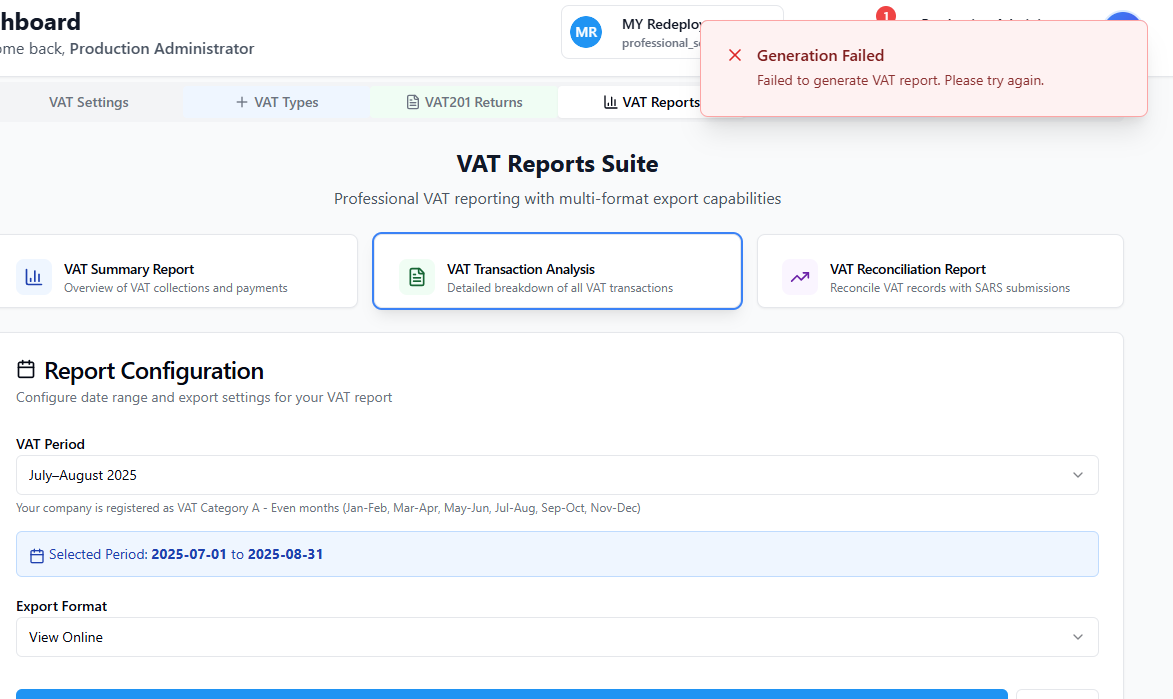 hboard
ome back, Production Administrator
MR
MY Redeploy
professional_s
1
Generation Failed
Failed to generate VAT report. Please try again.
VAT Settings
VAT Types
VAT201 Returns
VAT Reports
VAT Reports Suite
Professional VAT reporting with multi-format export capabilities
VAT Summary Report
Overview of VAT collections and payments
VAT Transaction Analysis
Detailed breakdown of all VAT transactions
VAT Reconciliation Report
Reconcile VAT records with SARS submissions
Report Configuration
Configure date range and export settings for your VAT report
VAT Period
July–August 2025
Your company is registered as VAT Category A - Even months (Jan-Feb, Mar-Apr, May-Jun, Jul-Aug, Sep-Oct, Nov-Dec)
Selected Period: 2025-07-01 to 2025-08-31
Export Format
View Online